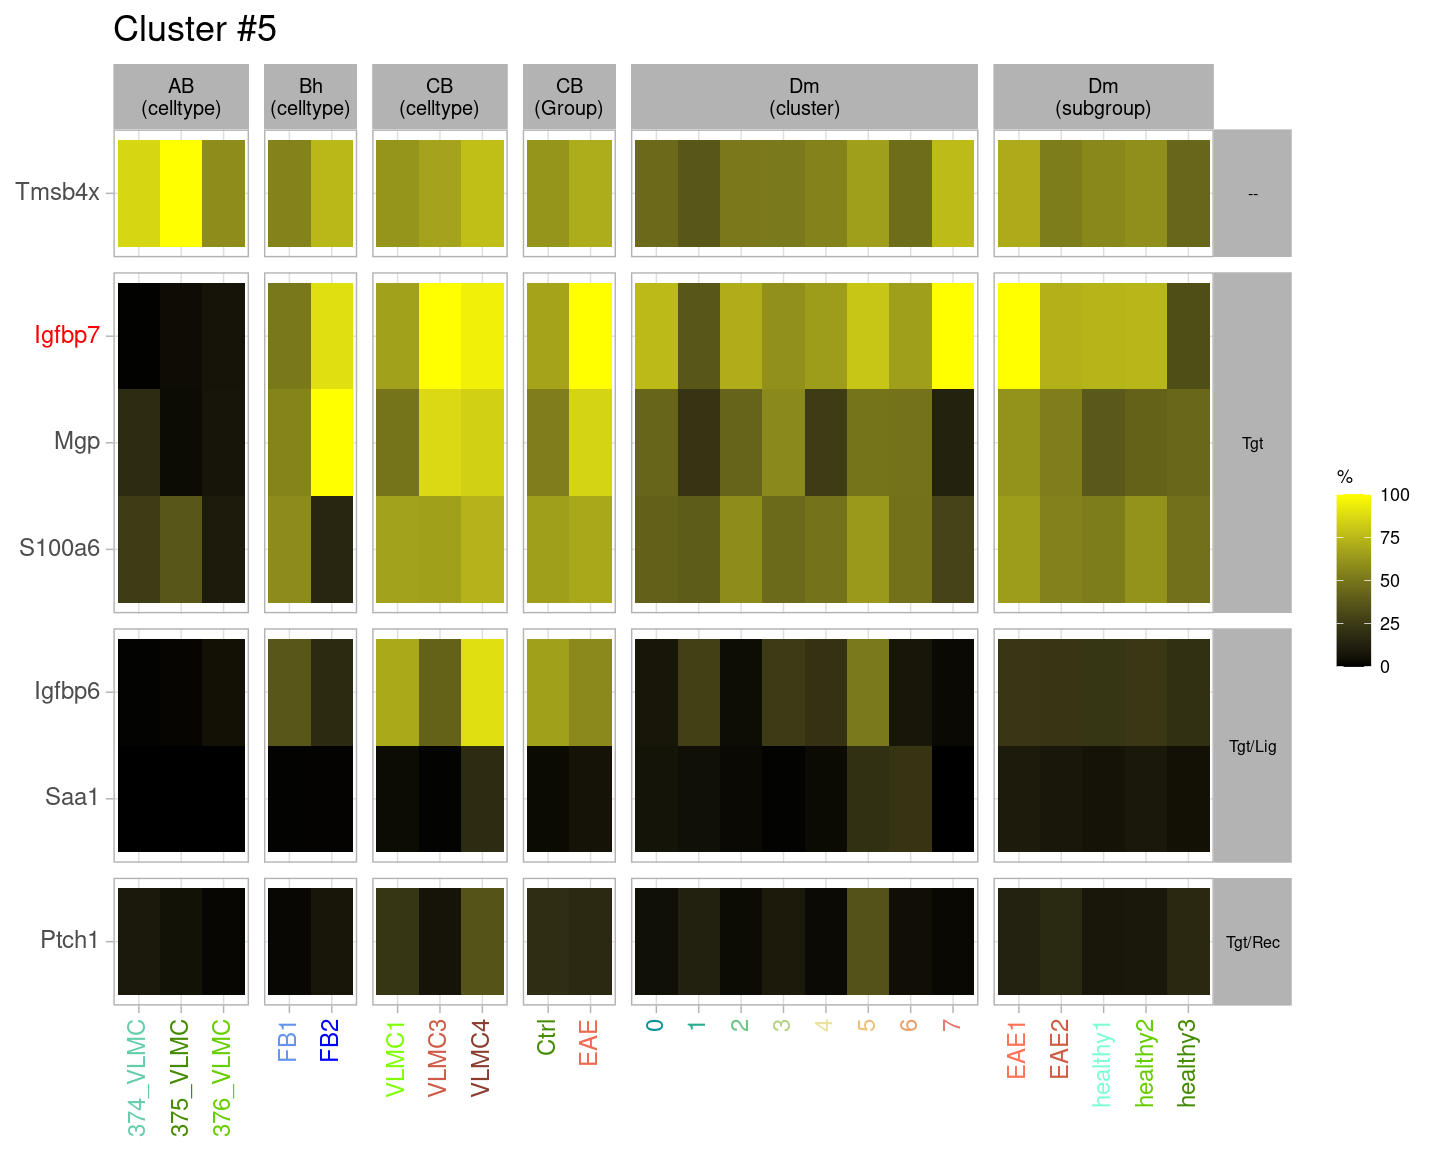 Cluster #5
AB
(celltype)
Bh
(celltype)
CB
(celltype)
CB
(Group)
Dm
(cluster)
Dm
(subgroup)
Tmsb4x
--
Igfbp7
Mgp
S100a6
Tgt
Igfbp6
Saa1
Tgt/Lig
Ptch1
Tgt/Rec
%
100
75
50
25
0
374_VLMC
375_VLMC
376_VLMC
FB1
FB2
VLMC1
VLMC3
VLMC4
Ctrl
EAE
0
1
2
3
4
5
6
7
EAE1
EAE2
healthy1
healthy2
healthy3